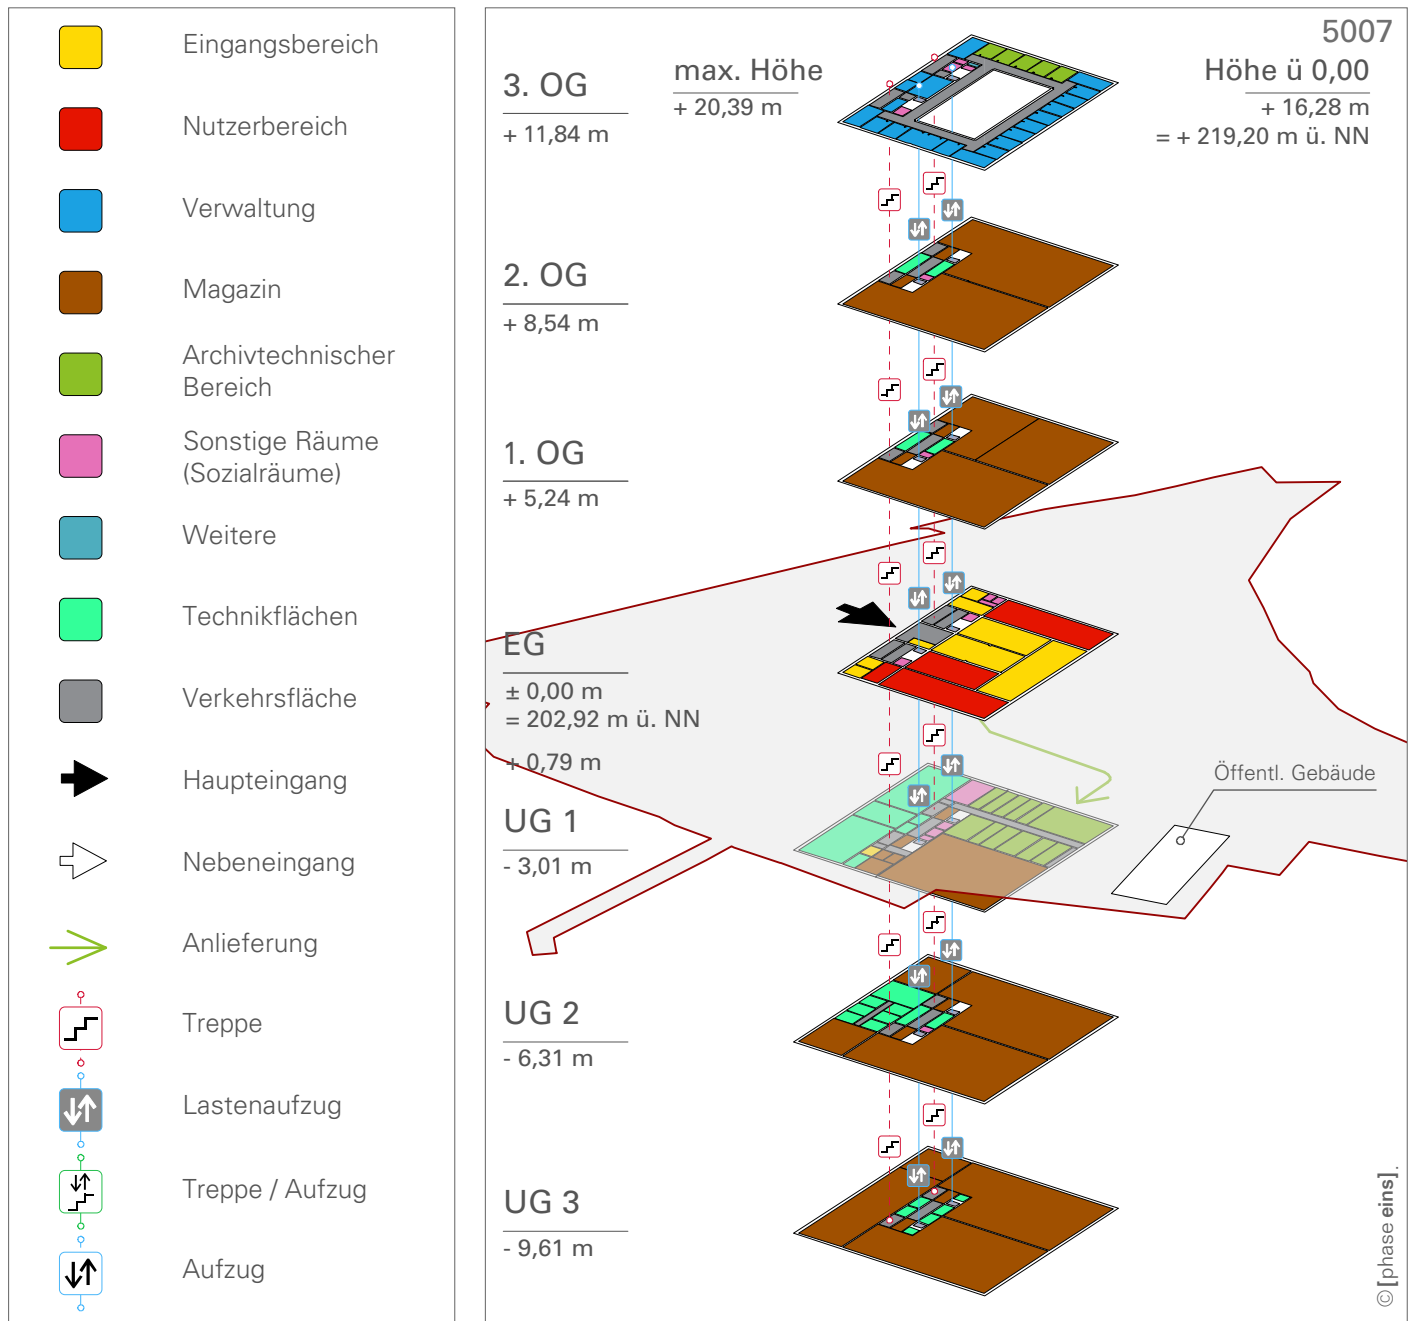 Eingangsbereich
Nutzerbereich
Verwaltung
Magazin
Archivtechnischer
Bereich
Sonstige Räume
(Sozialräume)
Weitere
Technikflächen
Verkehrsfläche
Haupteingang
Nebeneingang
Anlieferung
Treppe
Lastenaufzug
Treppe / Aufzug
Aufzug
5007
max. Höhe
+ 20,39 m
Höhe ü 0,00
+ 16,28 m
= + 219,20 m ü. NN
3. OG
+ 11,84 m
2. OG
+ 8,54 m
1. OG
+ 5,24 m
EG
± 0,00 m
= 202,92 m ü. NN
+ 0,79 m
Öffentl. Gebäude
UG 1
- 3,01 m
UG 2
- 6,31 m
UG 3
- 9,61 m
© [phase eins].